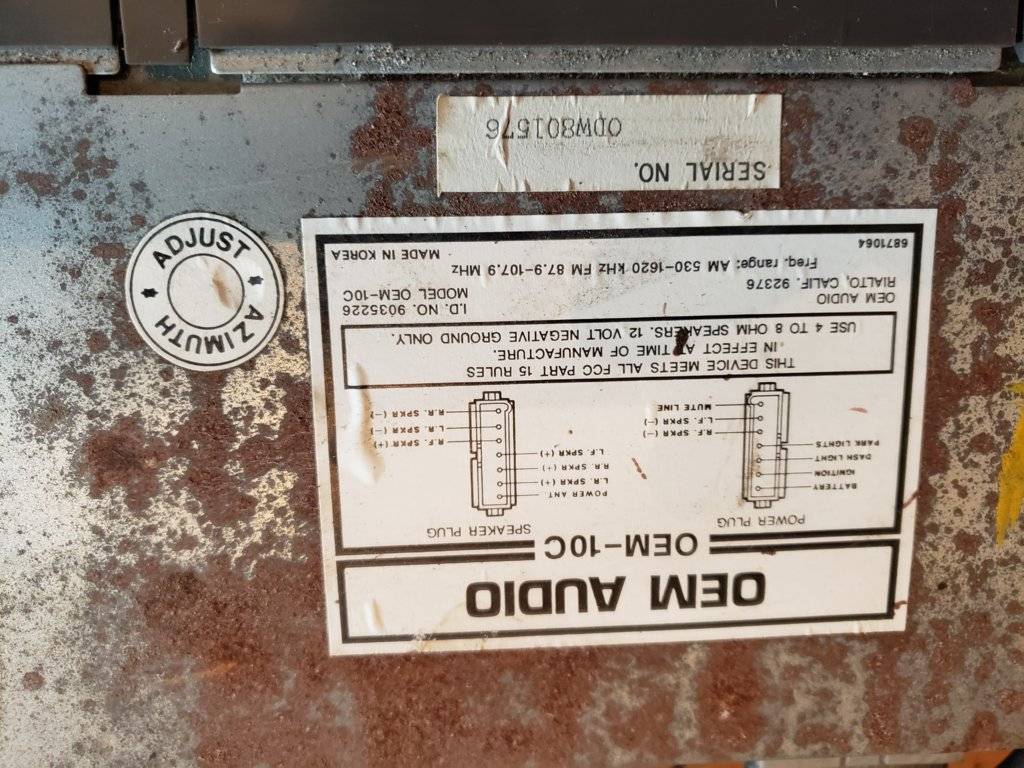 OEM AUDIO
OEM-10C
POWER PLUG
SPEAKER PLUG
BATTERY
IGNITION
DASH LIGHT
PARK LIGHTS
R.F. SPKR (-)
L.F. SPKR (-)
MUTE LINE
POWER ANT
L.R. SPKR (+)
R.R. SPKR (+)
L.F. SPKR (+)
R.F. SPKR (+)
L.R. SPKR (-)
R.R. SPKR (-)
THIS DEVICE MEETS ALL FCC PART 15 RULES
IN EFFECT AT TIME OF MANUFACTURE.
USE 4 TO 8 OHM SPEAKERS. 12 VOLT NEGATIVE GROUND ONLY.
OEM AUDIO
RIALTO, CALIF. 92376
I.D. NO. 9035226
MODEL OEM-10C
Freq. range: AM 530-1620 kHz FM 87.9-107.9 MHz
6871064
MADE IN KOREA
SERIAL NO.
ODW801576
ADJUST
AZIMUTH